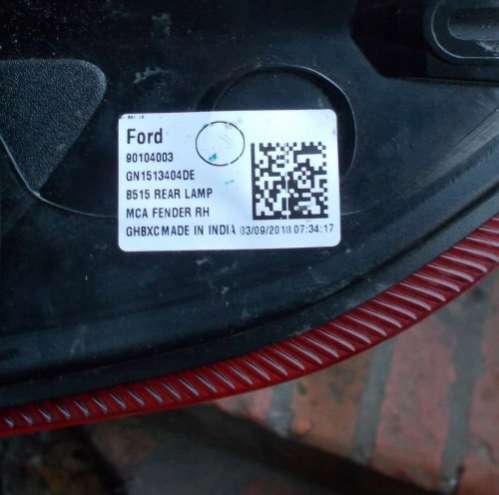 Ford
90104003
GN1513404DE
B515 REAR LAMP
MCA FENDER RH
GHBXC MADE IN INDIA 03/09/2018 07:34:17